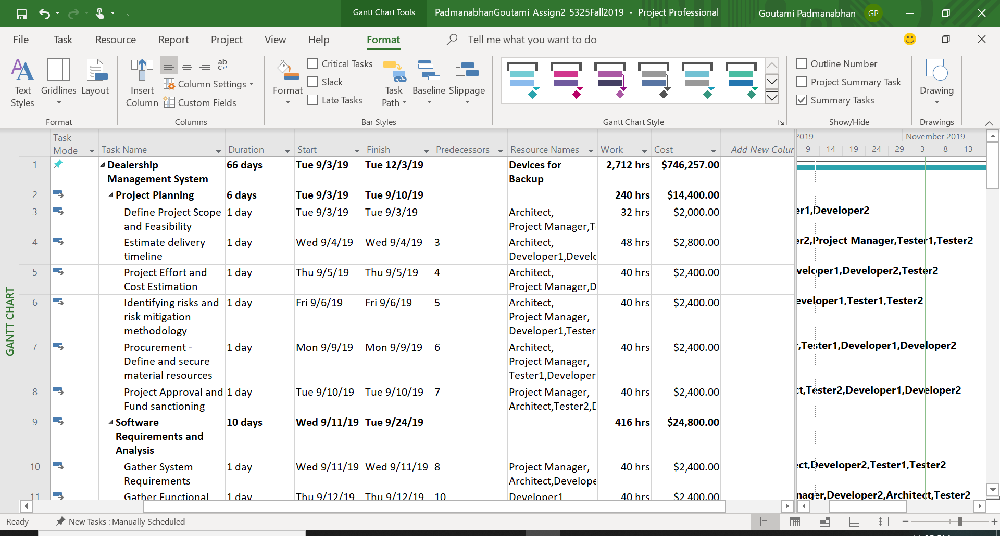 Gantt Chart Tools
PadmanabhanGoutami_Assign2_5325Fall2019 - Project Professional
Goutami Padmanabhan GP
File Task Resource Report Project View Help Format Tell me what you want to do
Text Styles
Gridlines
Layout
Format
Insert Column
ab
c
Column Settings
Custom Fields
Columns
Format
Critical Tasks
Slack
Late Tasks
Task Path
Baseline
Slippage
Bar Styles
Gantt Chart Style
Outline Number
Project Summary Task
Summary Tasks
Show/Hide
Drawing
Drawings
Task Mode Task Name Duration Start Finish Predecessors Resource Names Work Cost Add New Colum
2019 November 2019
9 14 19 24 29 3 8 13
GANTT CHART
1 Dealership 66 days Tue 9/3/19 Tue 12/3/19 Devices for 2,712 hrs $746,257.00
Management System Backup
2 Project Planning 6 days Tue 9/3/19 Tue 9/10/19 240 hrs $14,400.00
3 Define Project Scope 1 day Tue 9/3/19 Tue 9/3/19 Architect, 32 hrs $2,000.00 er1,Developer2
and Feasibility Project Manager,T
4 Estimate delivery 1 day Wed 9/4/19 Wed 9/4/19 3 Architect, 48 hrs $2,800.00 er2,Project Manager,Tester1,Tester2
timeline Developer1,Develo
5 Project Effort and 1 day Thu 9/5/19 Thu 9/5/19 4 Architect, 40 hrs $2,400.00 veloper1,Developer2,Tester2
Cost Estimation Project Manager,D
6 Identifying risks and 1 day Fri 9/6/19 Fri 9/6/19 5 Architect, 40 hrs $2,400.00 eveloper1,Tester1,Tester2
risk mitigation Project Manager,
methodology Developer1,Tester
7 Procurement - 1 day Mon 9/9/19 Mon 9/9/19 6 Architect, 40 hrs $2,400.00 r,Tester1,Developer1,Developer2
Define and secure Project Manager,
material resources Tester1,Developer
8 Project Approval and 1 day Tue 9/10/19 Tue 9/10/19 7 Project Manager, 40 hrs $2,400.00 ct,Tester2,Developer1,Developer2
Fund sanctioning Architect,Tester2,D
9 Software 10 days Wed 9/11/19 Tue 9/24/19 416 hrs $24,800.00
Requirements and
Analysis
10 Gather System 1 day Wed 9/11/19 Wed 9/11/19 8 Project Manager, 40 hrs $2,400.00 ect,Developer2,Tester1,Tester2
Requirements Architect,Develope
11 Gather Functional 1 day Thu 9/12/19 Thu 9/12/19 10 Developer1 40 hrs $2,400.00 nager,Developer2,Architect,Tester2
Ready New Tasks : Manually Scheduled